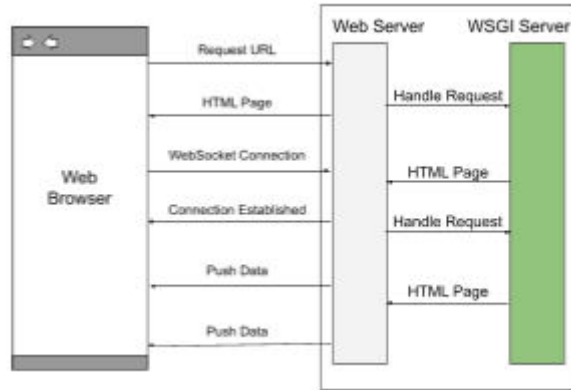 Web Server
WSGI Server
Request URL
Handle Request
HTML Page
WebSocket Connection
HTML Page
Web
Browser
Connection Established
Handle Request
Push Data
HTML Page
Push Data